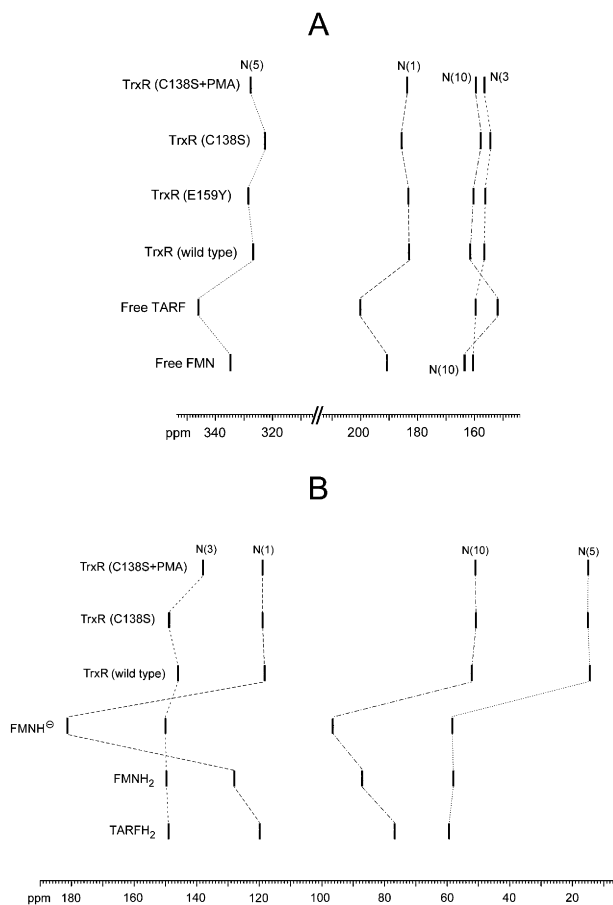 A
N(5) N(1) N(10) N(3
TrxR (C138S+PMA)
TrxR (C138S)
TrxR (E159Y)
TrxR (wild type)
Free TARF
Free FMN
N(10)
ppm 340 320 200 180 160
B
N(3) N(1) N(10) N(5)
TrxR (C138S+PMA)
TrxR (C138S)
TrxR (wild type)
FMNH⊖
FMNH₂
TARFH₂
ppm 180 160 140 120 100 80 60 40 20